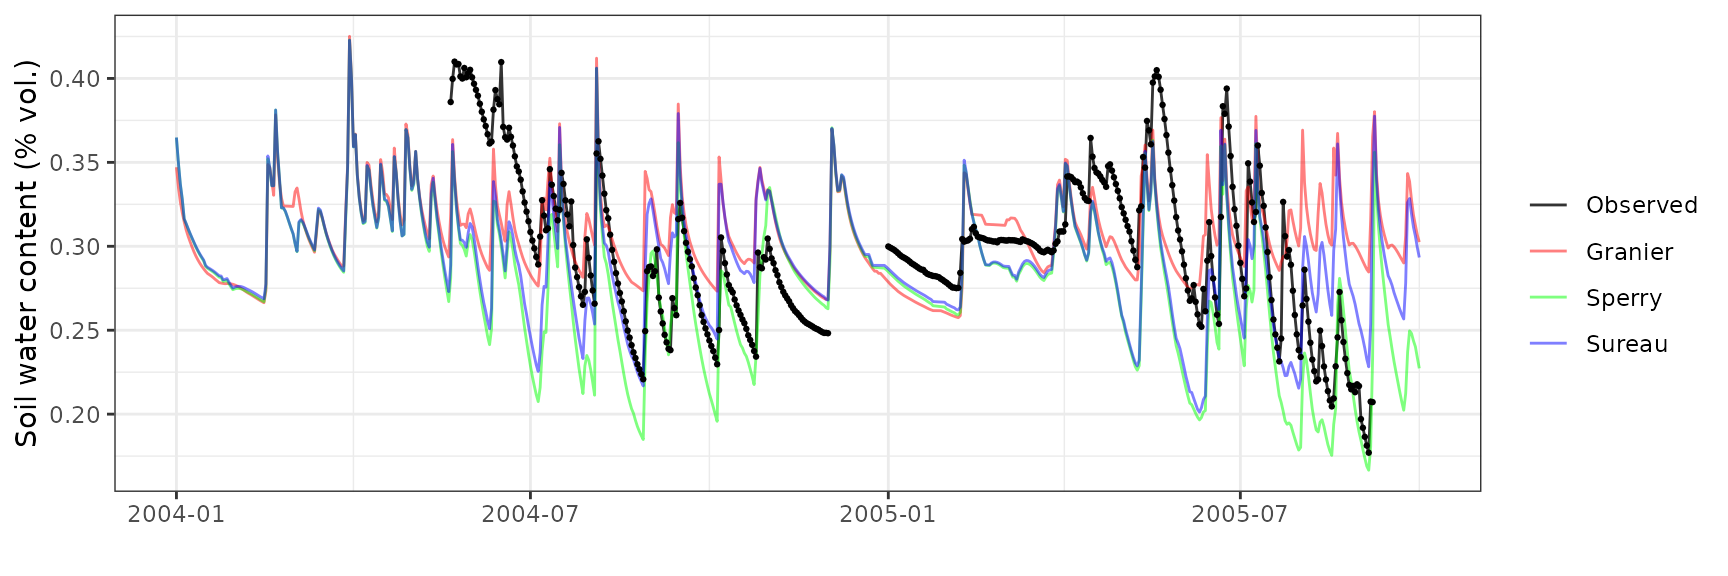 Soil water content (% vol.)
0.40
0.35
0.30
0.25
0.20
2004-01
2004-07
2005-01
2005-07
Observed
Granier
Sperry
Sureau